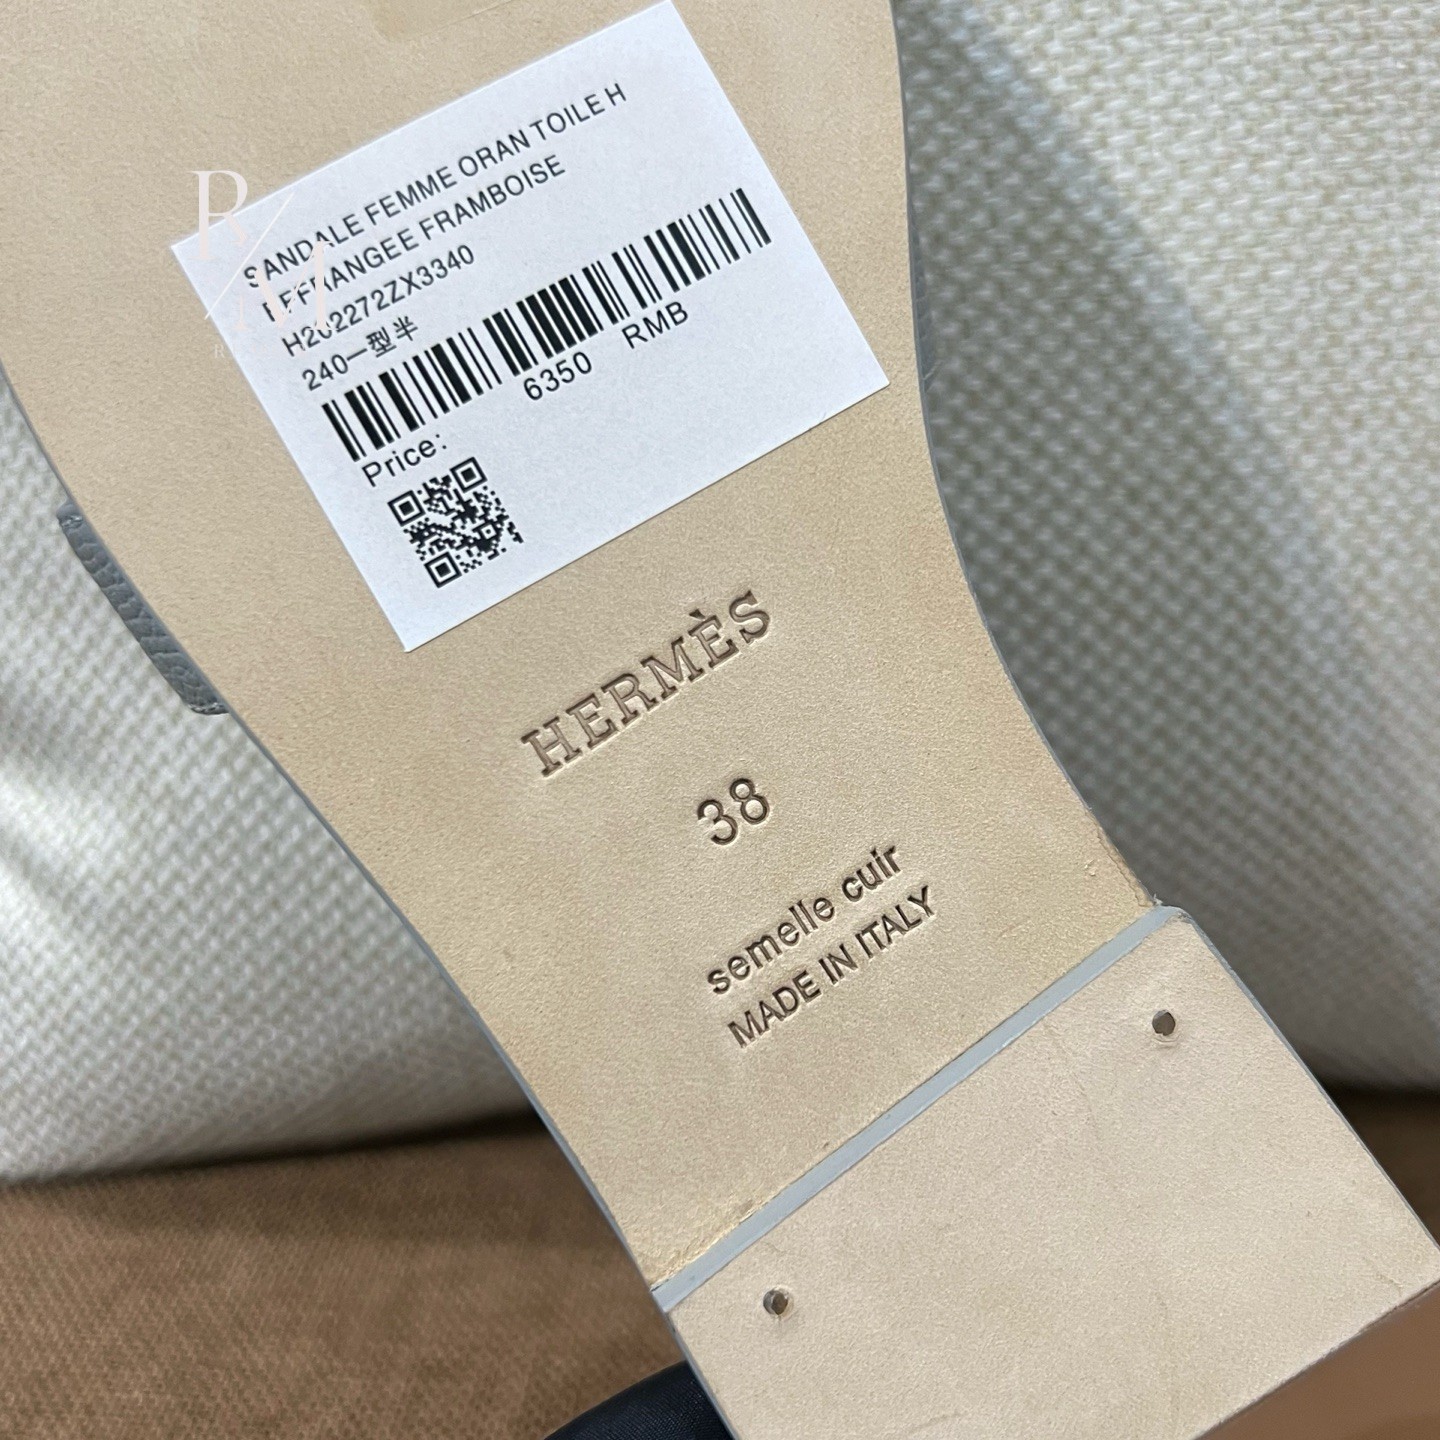 SANDALE FEMME ORAN TOILE H
EFFRANGEE FRAMBOISE
H202272ZX3340
240一型半
6350 RMB
Price:
RM
HERMÈS
38
semelle cuir
MADE IN ITALY